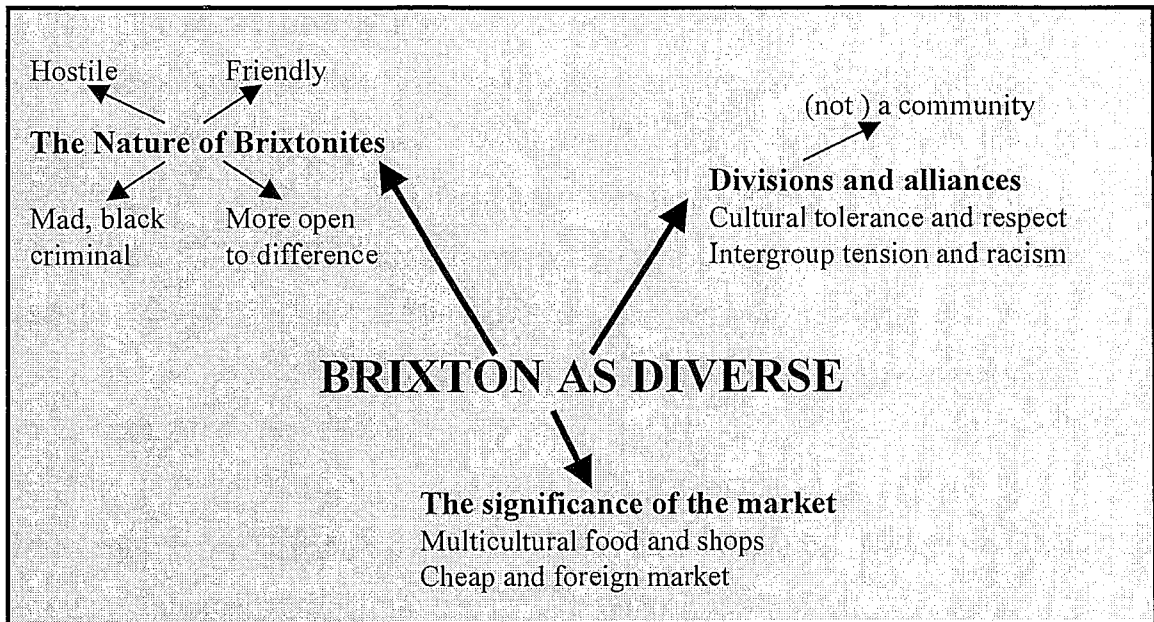 Hostile
Friendly
The Nature of Brixtonites
Mad, black
criminal
More open
to difference
(not ) a community
Divisions and alliances
Cultural tolerance and respect
Intergroup tension and racism
BRIXTON AS DIVERSE
The significance of the market
Multicultural food and shops
Cheap and foreign market